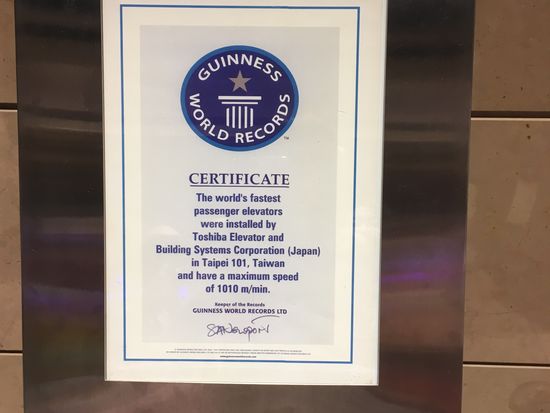 GUINNESS
WORLD RECORDS
TM
CERTIFICATE
The world's fastest
passenger elevators
were installed by
Toshiba Elevator and
Building Systems Corporation (Japan)
in Taipei 101, Taiwan
and have a maximum speed
of 1010 m/min.
Keeper of the Records
GUINNESS WORLD RECORDS LTD